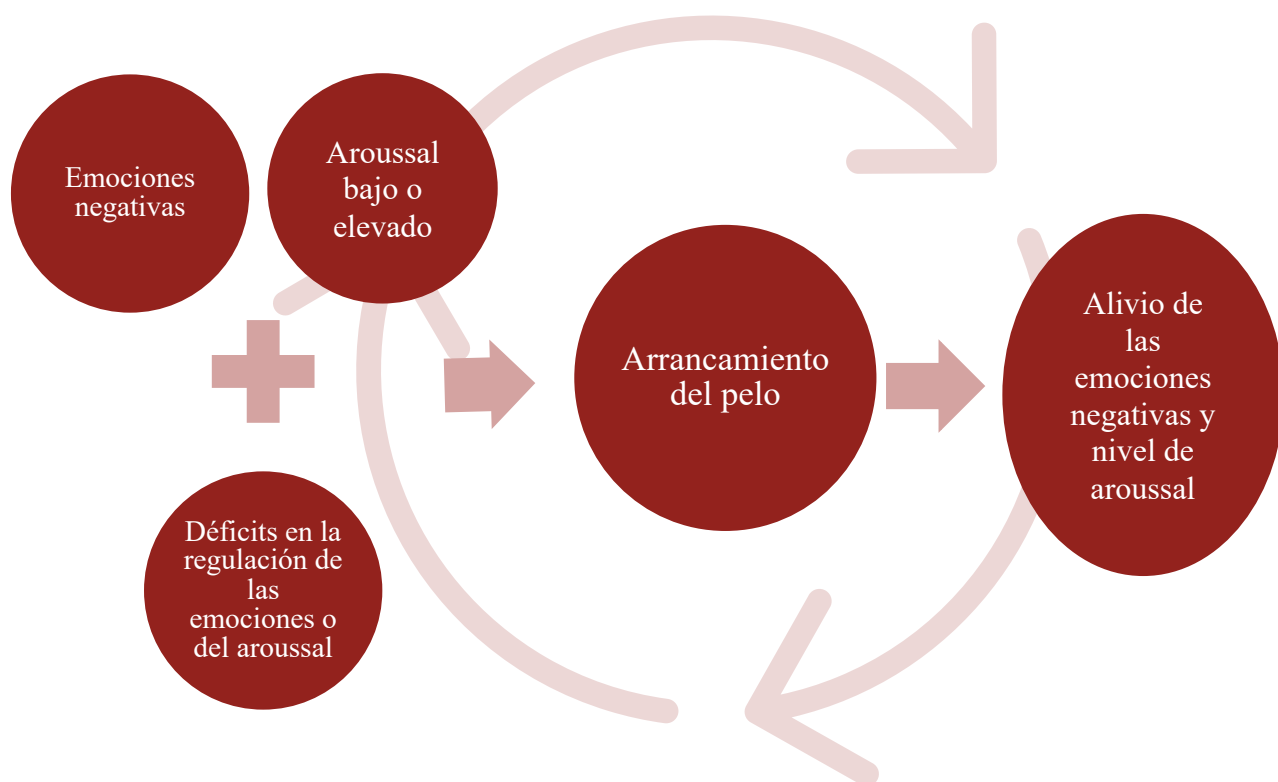 Emociones
negativas
Aroussal
bajo o
elevado
Arrancamiento
del pelo
Alivio de
las
emociones
negativas y
nivel de
aroussal
Déficits en la
regulación de
las
emociones o
del aroussal